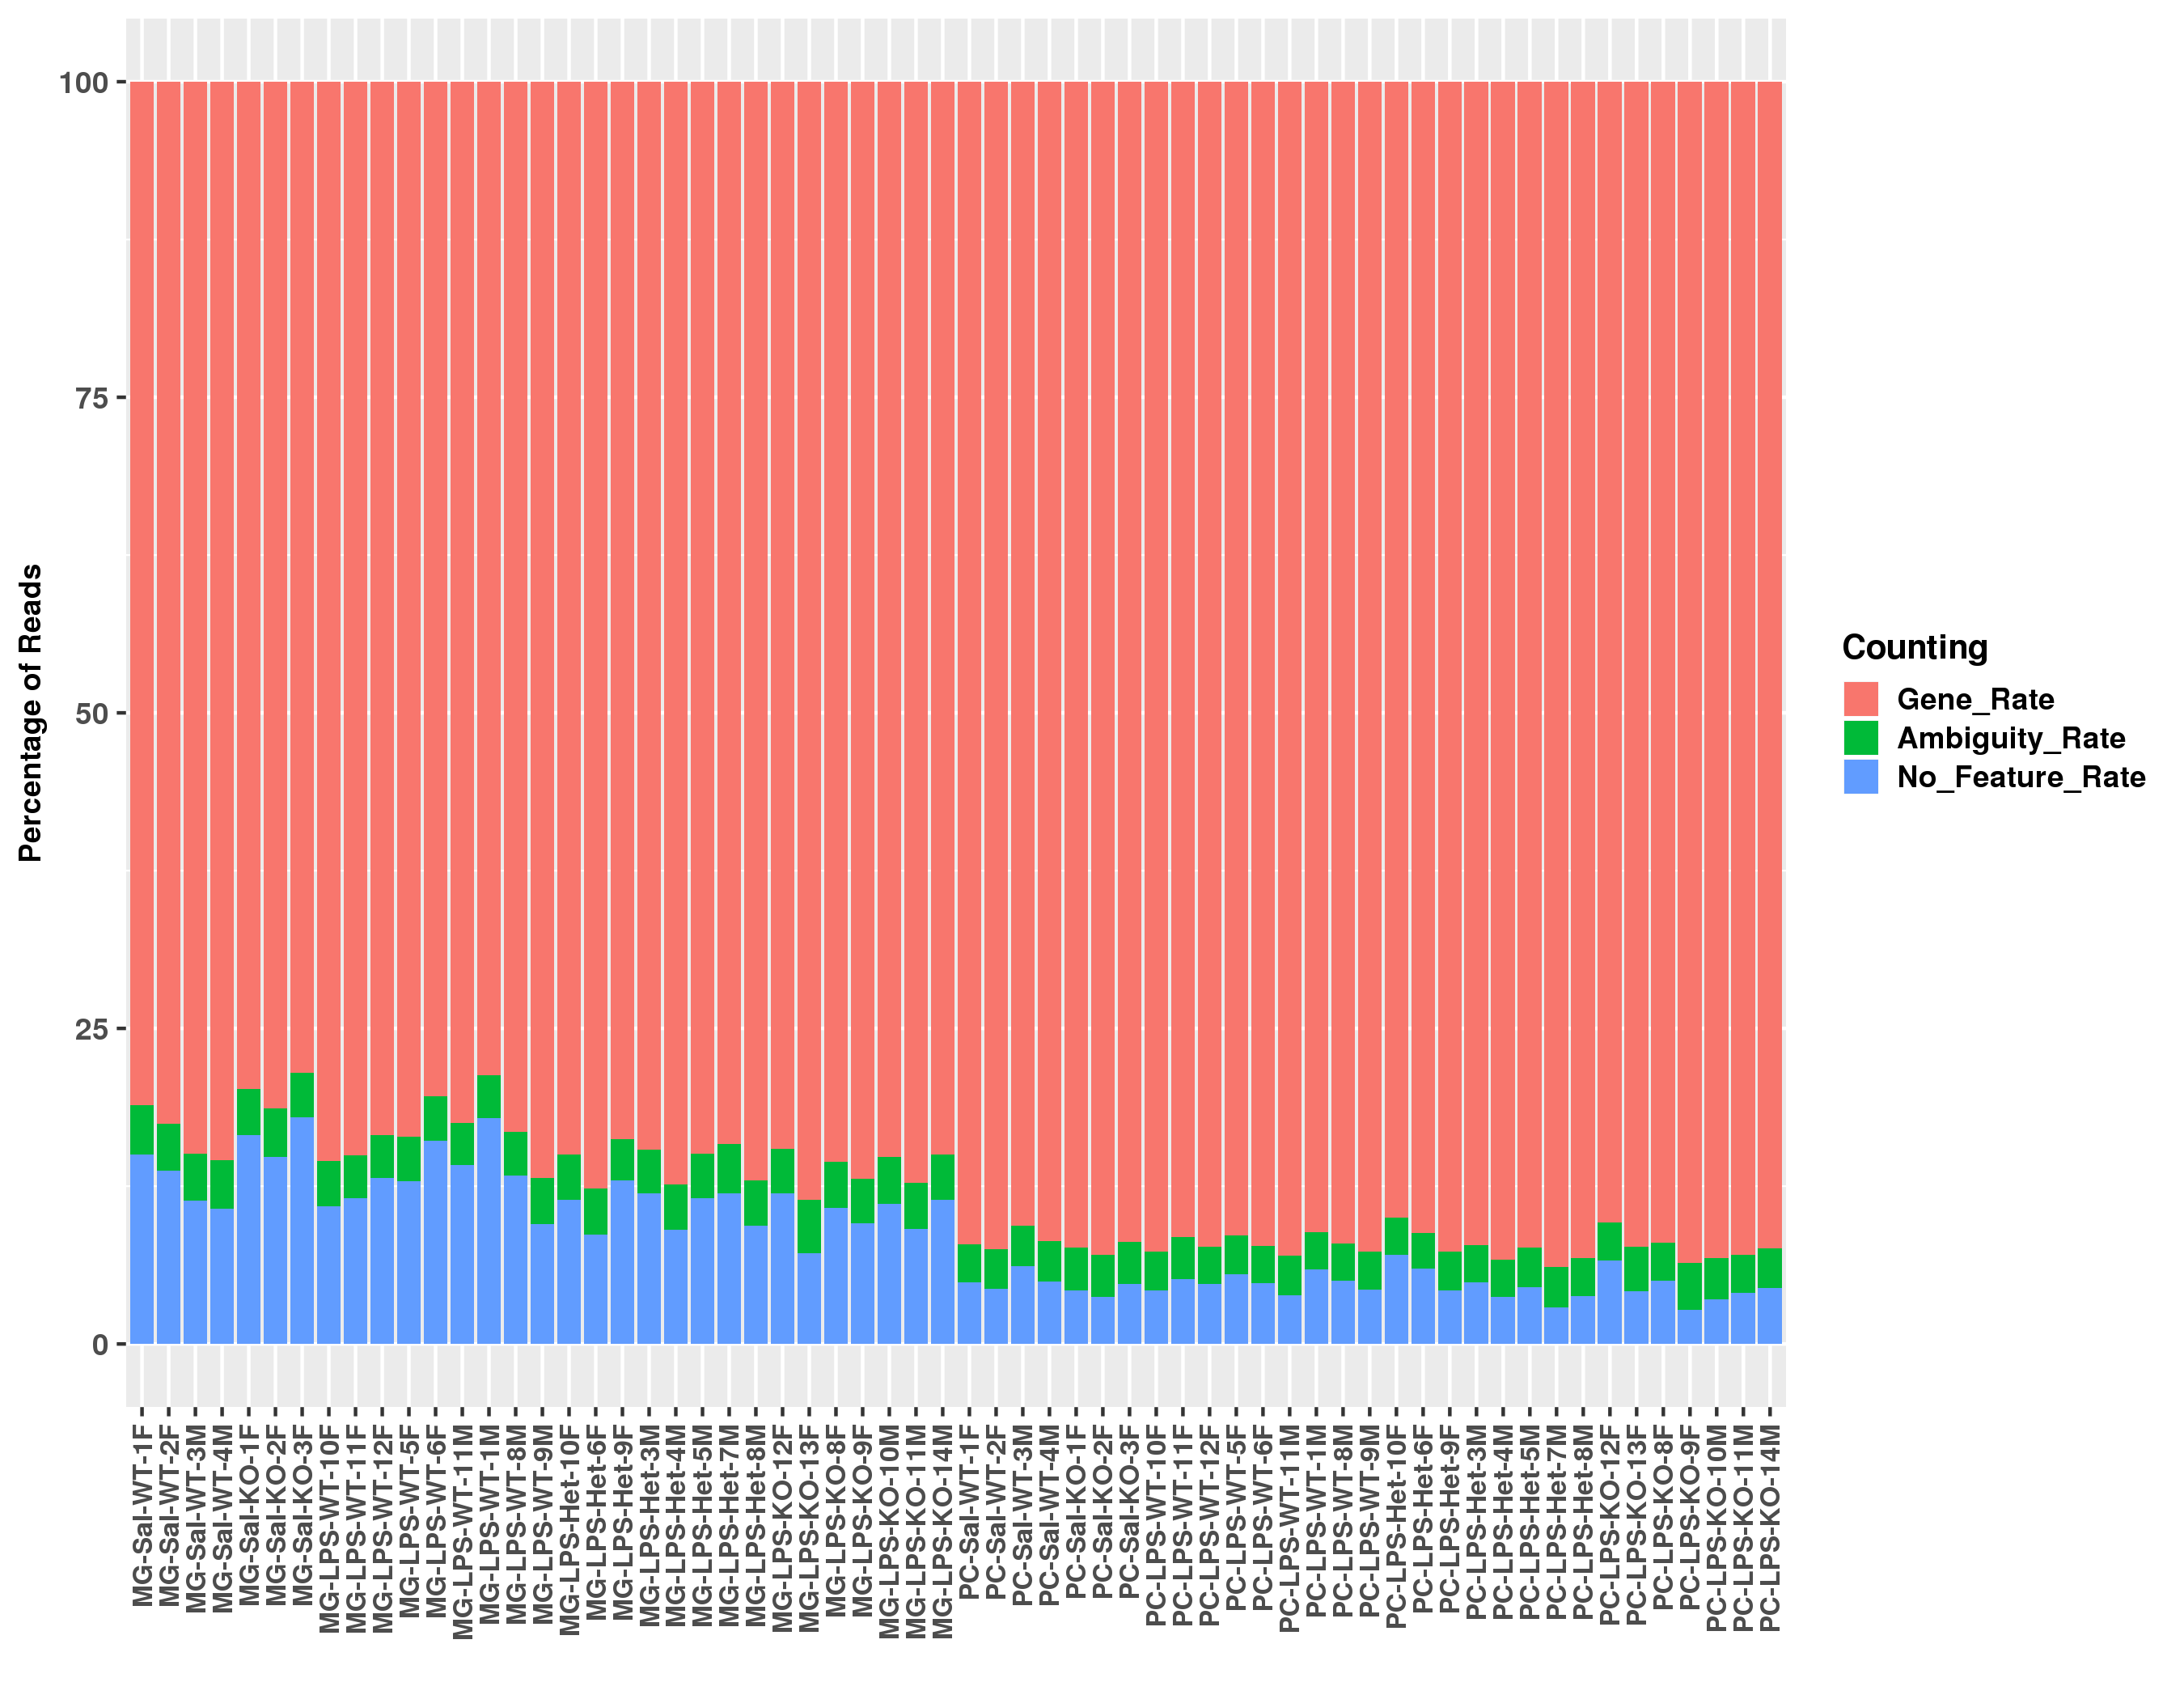 100
75
50
25
0
Percentage of Reads
Counting
Gene_Rate
Ambiguity_Rate
No_Feature_Rate
MG-Sal-WT-1F
MG-Sal-WT-2F
MG-Sal-WT-3M
MG-Sal-WT-4M
MG-Sal-KO-1F
MG-Sal-KO-2F
MG-Sal-KO-3F
MG-LPS-WT-10F
MG-LPS-WT-11F
MG-LPS-WT-12F
MG-LPS-WT-5F
MG-LPS-WT-6F
MG-LPS-WT-11M
MG-LPS-WT-1M
MG-LPS-WT-8M
MG-LPS-WT-9M
MG-LPS-Het-10F
MG-LPS-Het-6F
MG-LPS-Het-9F
MG-LPS-Het-3M
MG-LPS-Het-4M
MG-LPS-Het-5M
MG-LPS-Het-7M
MG-LPS-Het-8M
MG-LPS-KO-12F
MG-LPS-KO-13F
MG-LPS-KO-8F
MG-LPS-KO-9F
MG-LPS-KO-10M
MG-LPS-KO-11M
MG-LPS-KO-14M
PC-Sal-WT-1F
PC-Sal-WT-2F
PC-Sal-WT-3M
PC-Sal-WT-4M
PC-Sal-KO-1F
PC-Sal-KO-2F
PC-Sal-KO-3F
PC-LPS-WT-10F
PC-LPS-WT-11F
PC-LPS-WT-12F
PC-LPS-WT-5F
PC-LPS-WT-6F
PC-LPS-WT-11M
PC-LPS-WT-1M
PC-LPS-WT-8M
PC-LPS-WT-9M
PC-LPS-Het-10F
PC-LPS-Het-6F
PC-LPS-Het-9F
PC-LPS-Het-3M
PC-LPS-Het-4M
PC-LPS-Het-5M
PC-LPS-Het-7M
PC-LPS-Het-8M
PC-LPS-KO-12F
PC-LPS-KO-13F
PC-LPS-KO-8F
PC-LPS-KO-9F
PC-LPS-KO-10M
PC-LPS-KO-11M
PC-LPS-KO-14M